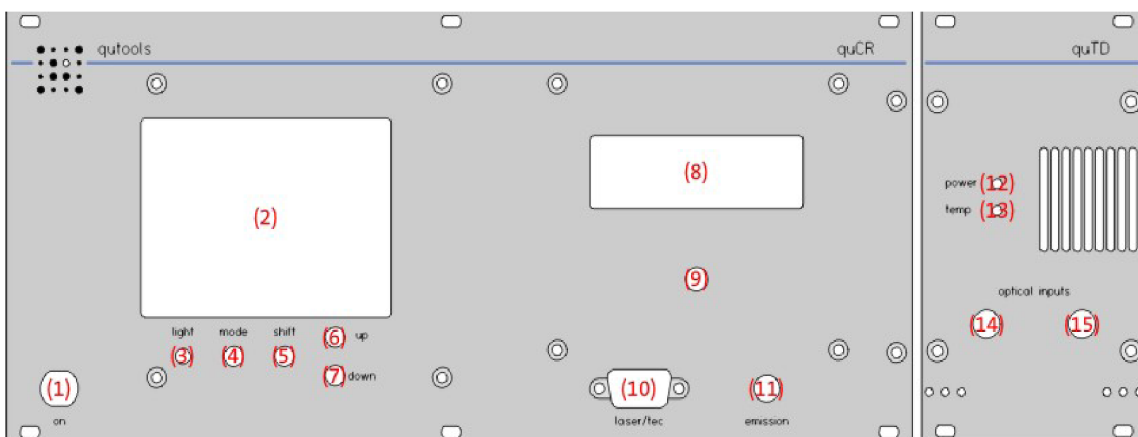 qutools quCR quTD
(8)
power (12)
(2) temp (13)
(9)
optical inputs
light mode shift (6) up (14) (15)
(3) (4) (5)
(7) down
(1) (10) (11)
on laser/tec emission